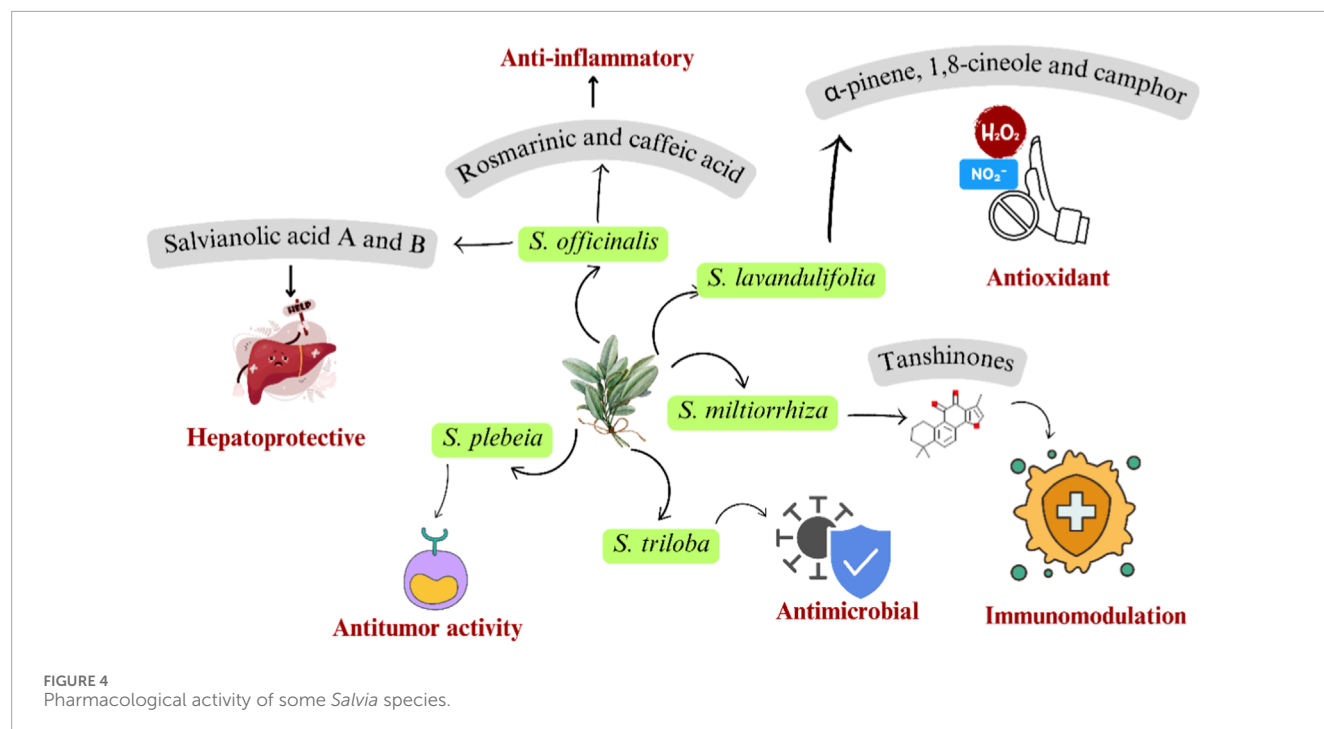 Anti-inflammatory
Rosmarinic and caffeic acid
α-pinene, 1,8-cineole and camphor
H₂O₂
NO₂⁻
Antioxidant
Salvianolic acid A and B
S. officinalis
S. lavandulifolia
HELP
Hepatoprotective
Tanshinones
S. miltiorrhiza
S. plebeia
S. triloba
Antitumor activity
Antimicrobial
Immunomodulation
FIGURE 4
Pharmacological activity of some Salvia species.